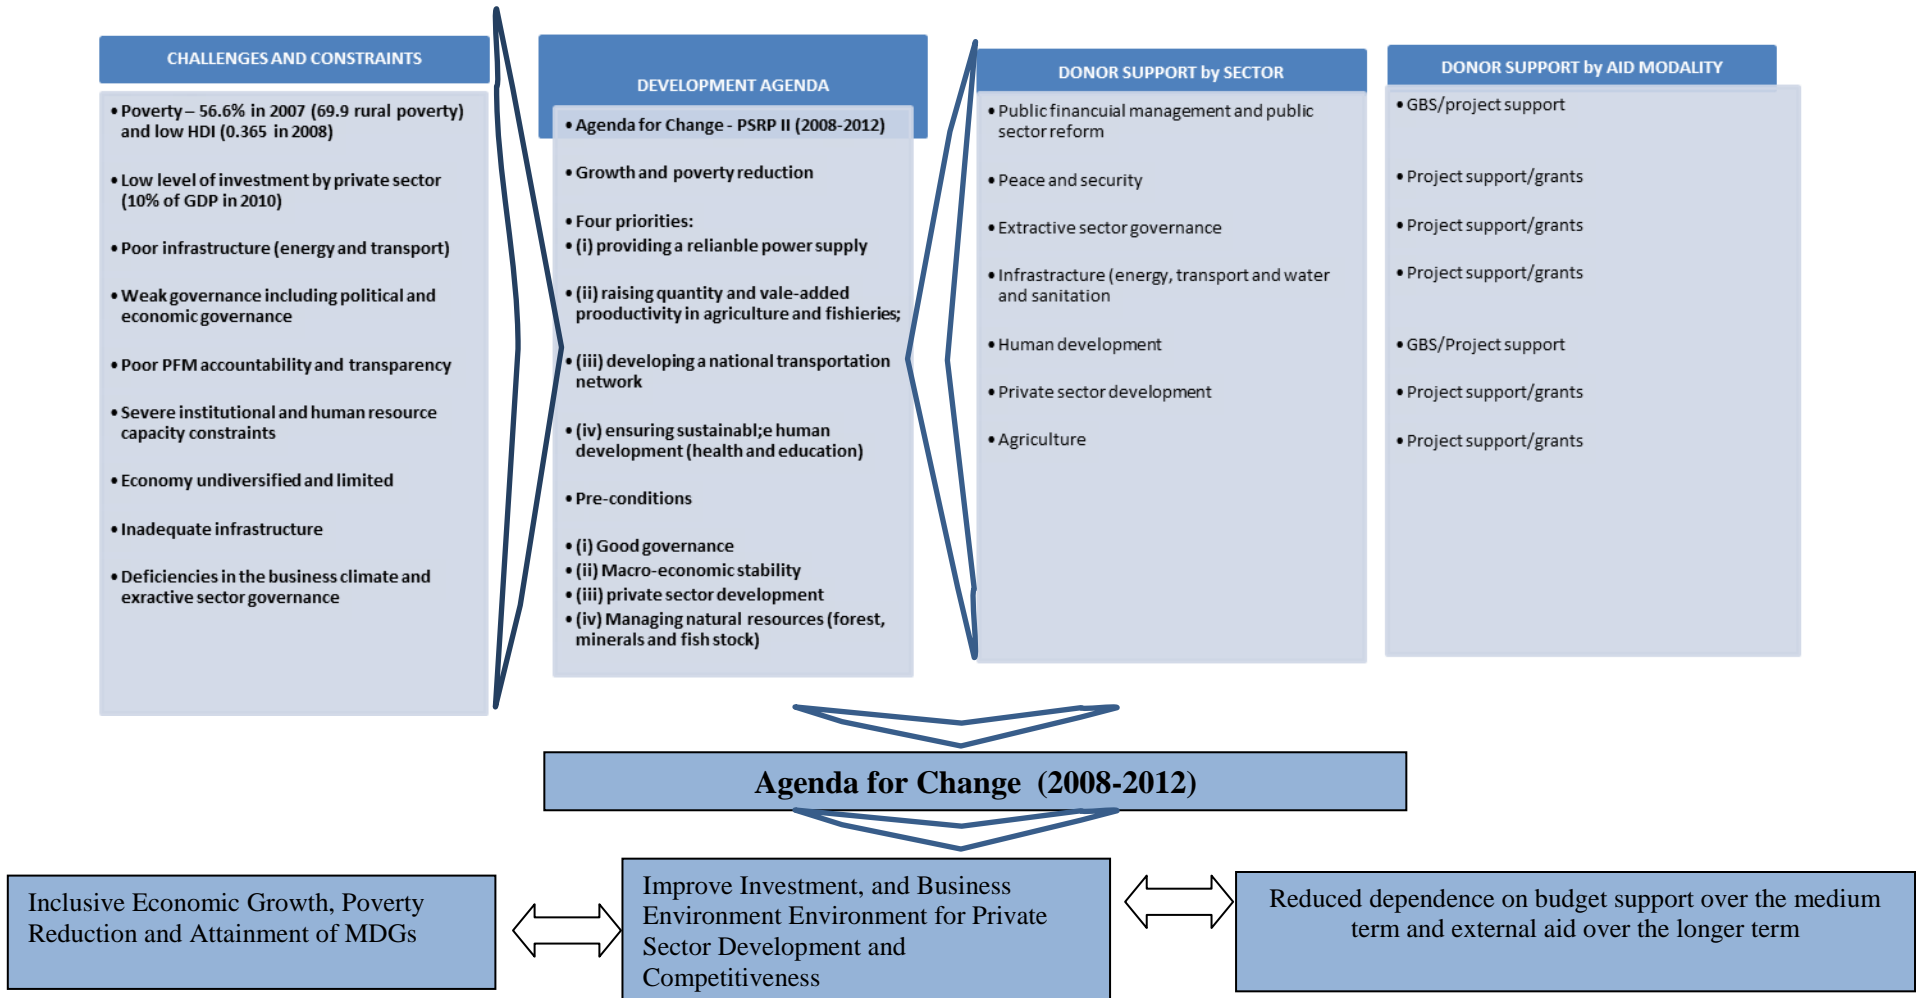 CHALLENGES AND CONSTRAINTS
• Poverty – 56.6% in 2007 (69.9 rural poverty)
and low HDI (0.365 in 2008)
• Low level of investment by private sector
(10% of GDP in 2010)
• Poor infrastructure (energy and transport)
• Weak governance including political and
economic governance
• Poor PFM accountability and transparency
• Severe institutional and human resource
capacity constraints
• Economy undiversified and limited
• Inadequate infrastructure
• Deficiencies in the business climate and
exractive sector governance
DEVELOPMENT AGENDA
• Agenda for Change - PSRP II (2008-2012)
• Growth and poverty reduction
• Four priorities:
• (i) providing a relianble power supply
• (ii) raising quantity and vale-added
prooductivity in agriculture and fishieries;
• (iii) developing a national transportation
network
• (iv) ensuring sustainabl;e human
development (health and education)
• Pre-conditions
• (i) Good governance
• (ii) Macro-economic stability
• (iii) private sector development
• (iv) Managing natural resources (forest,
minerals and fish stock)
DONOR SUPPORT by SECTOR
• Public financuial management and public
sector reform
• Peace and security
• Extractive sector governance
• Infrastracture (energy, transport and water
and sanitation
• Human development
• Private sector development
• Agriculture
DONOR SUPPORT by AID MODALITY
• GBS/project support
• Project support/grants
• Project support/grants
• Project support/grants
• GBS/Project support
• Project support/grants
• Project support/grants
Agenda for Change (2008-2012)
Inclusive Economic Growth, Poverty
Reduction and Attainment of MDGs
Improve Investment, and Business
Environment Environment for Private
Sector Development and
Competitiveness
Reduced dependence on budget support over the medium
term and external aid over the longer term